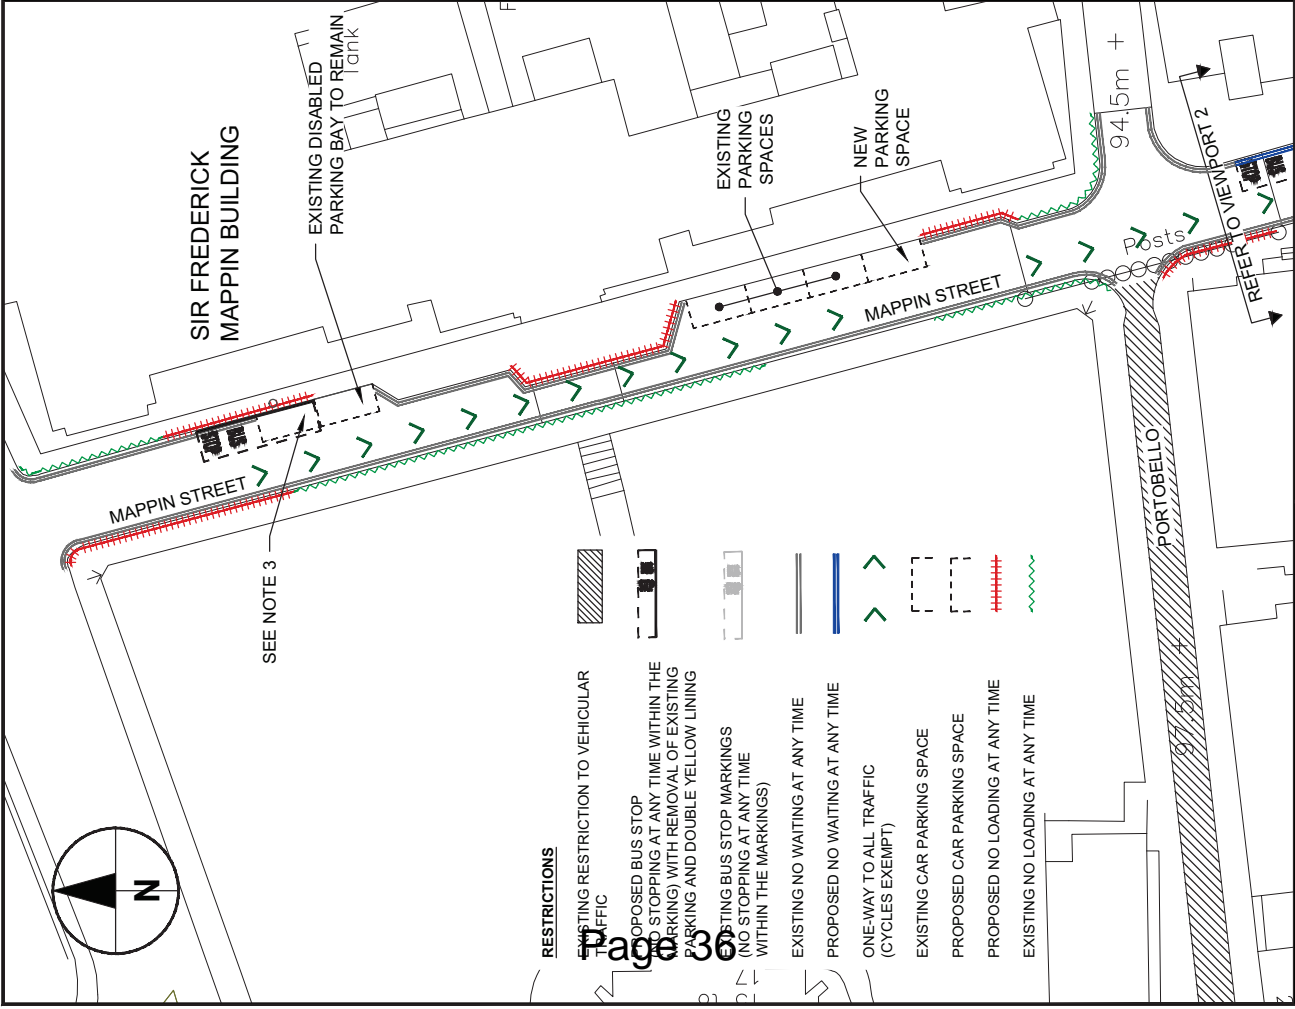 SIR FREDERICK
MAPPIN BUILDING
EXISTING DISABLED
PARKING BAY TO REMAIN
Tank
EXISTING
PARKING
SPACES
NEW
PARKING
SPACE
94.5m +
REFER TO VIEWPORT 2
STOP
BUS
Posts
MAPPIN STREET
MAPPIN STREET
STOP
BUS
SEE NOTE 3
PORTOBELLO
97.5m +
N
RESTRICTIONS
EXISTING RESTRICTION TO VEHICULAR
TRAFFIC
PROPOSED BUS STOP
(NO STOPPING AT ANY TIME WITHIN THE
MARKING) WITH REMOVAL OF EXISTING
PARKING AND DOUBLE YELLOW LINING
EXISTING BUS STOP MARKINGS
(NO STOPPING AT ANY TIME
WITHIN THE MARKINGS)
EXISTING NO WAITING AT ANY TIME
PROPOSED NO WAITING AT ANY TIME
ONE-WAY TO ALL TRAFFIC
(CYCLES EXEMPT)
EXISTING CAR PARKING SPACE
PROPOSED CAR PARKING SPACE
PROPOSED NO LOADING AT ANY TIME
EXISTING NO LOADING AT ANY TIME
Page 36